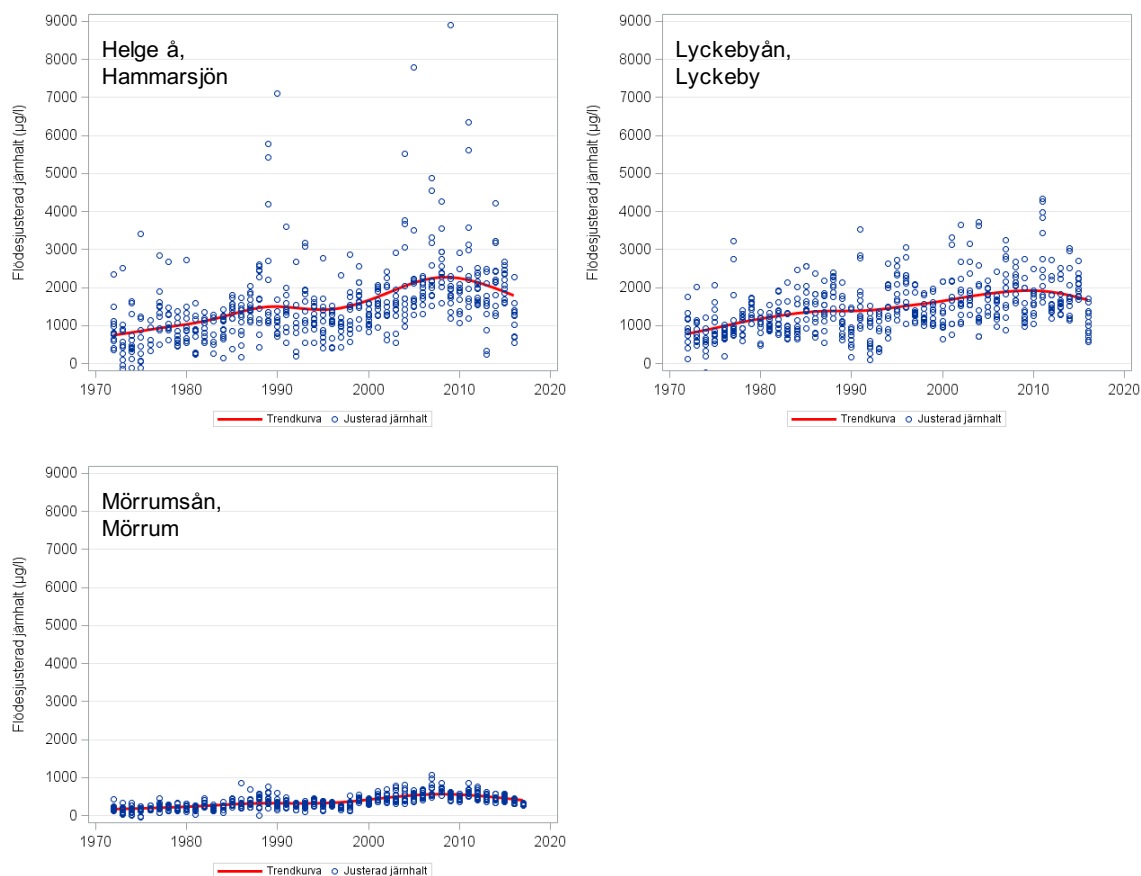 Helge å,
Hammarsjön
Flödesjusterad järnhalt (µg/l)
9000
8000
7000
6000
5000
4000
3000
2000
1000
0
1970 1980 1990 2000 2010 2020
Trendkurva Justerad järnhalt
Lyckebyån,
Lyckeby
Flödesjusterad järnhalt (µg/l)
9000
8000
7000
6000
5000
4000
3000
2000
1000
0
1970 1980 1990 2000 2010 2020
Trendkurva Justerad järnhalt
Mörrumsån,
Mörrum
Flödesjusterad järnhalt (µg/l)
9000
8000
7000
6000
5000
4000
3000
2000
1000
0
1970 1980 1990 2000 2010 2020
Trendkurva Justerad järnhalt